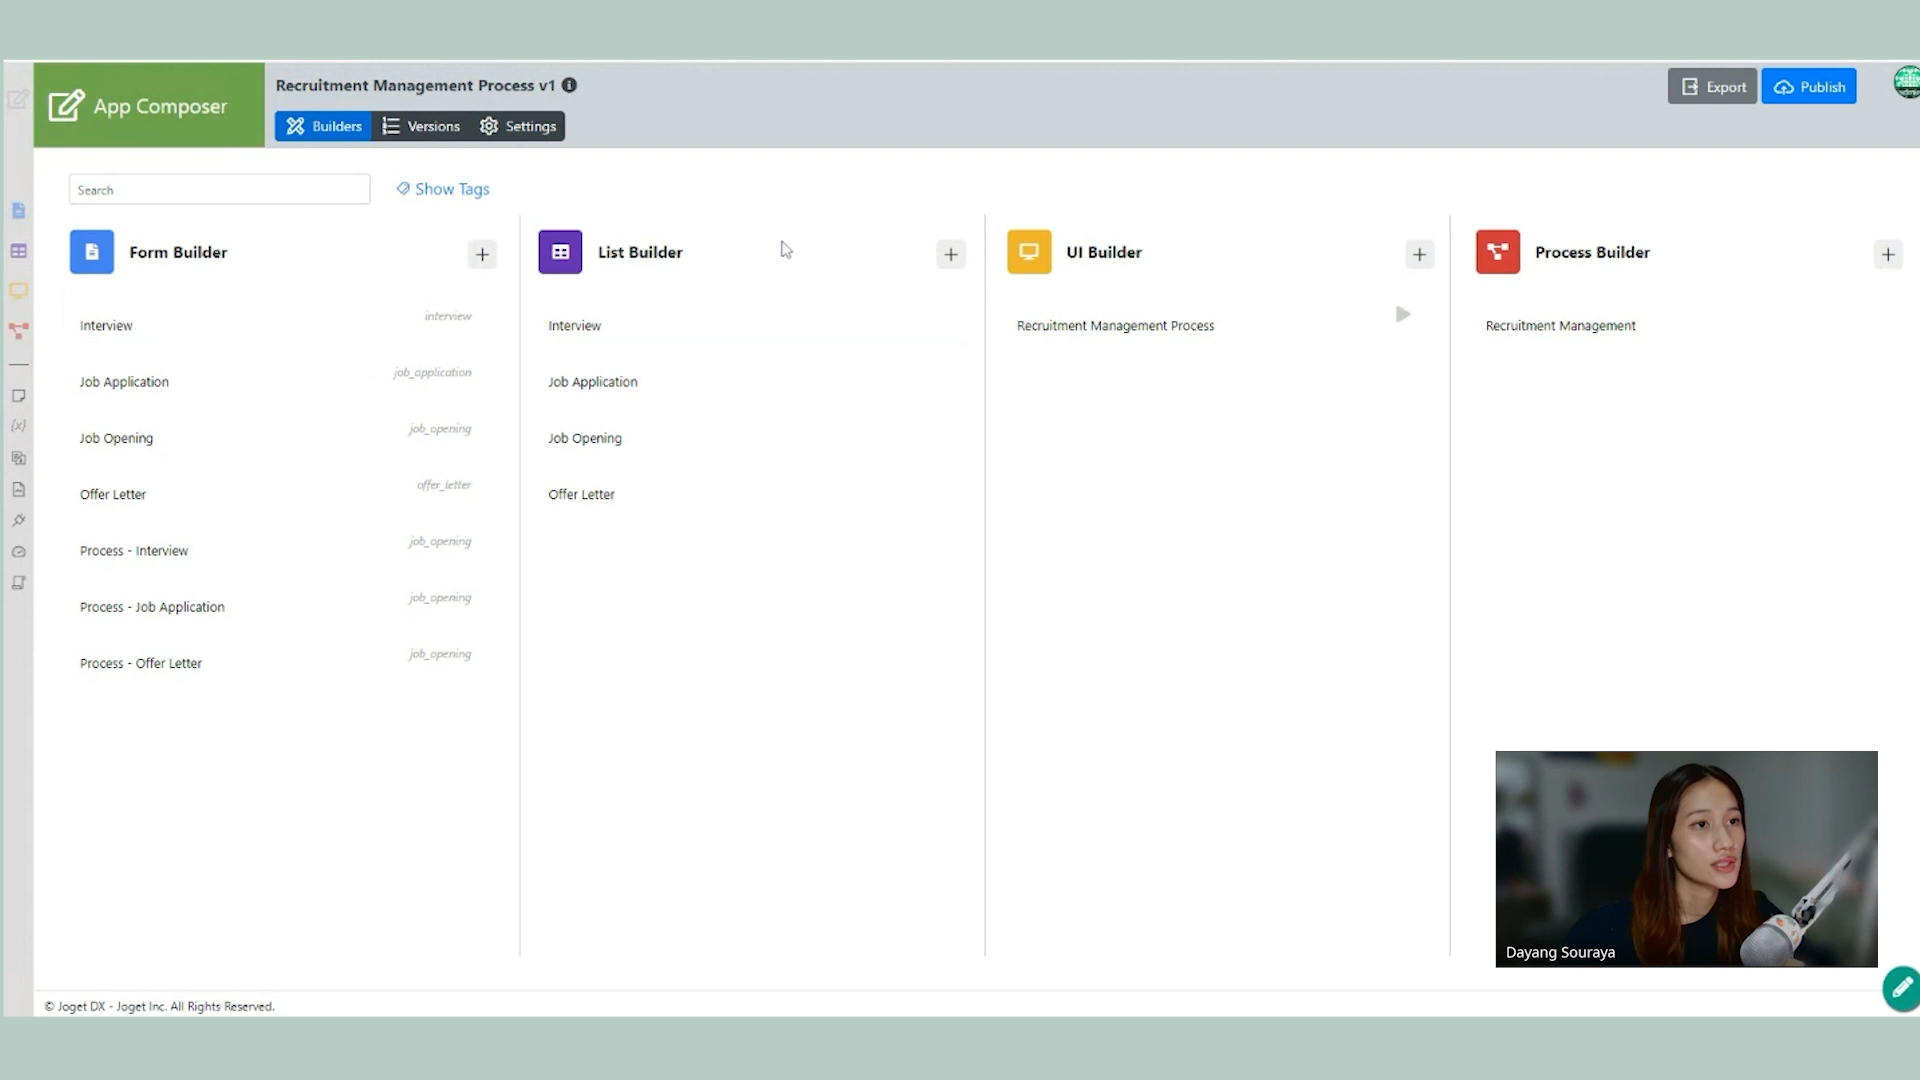 App Composer
Recruitment Management Process v1
Builders
Versions
Settings
Export
Publish
Search
Show Tags
Form Builder
Interview
interview
Job Application
job_application
Job Opening
job_opening
Offer Letter
offer_letter
Process - Interview
job_opening
Process - Job Application
job_opening
Process - Offer Letter
job_opening
List Builder
Interview
Job Application
Job Opening
Offer Letter
UI Builder
Recruitment Management Process
Process Builder
Recruitment Management
Dayang Souraya
© Joget DX - Joget Inc. All Rights Reserved.